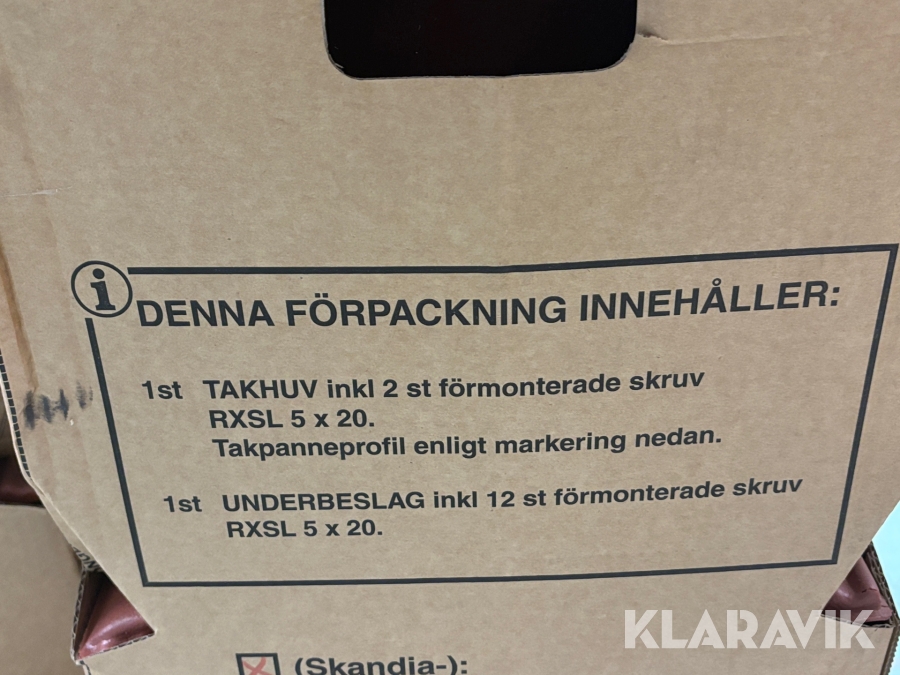 i
DENNA FÖRPACKNING INNEHÅLLER:
1st TAKHUV inkl 2 st förmonterade skruv
RXSL 5 x 20.
Takpanneprofil enligt markering nedan.
1st UNDERBESLAG inkl 12 st förmonterade skruv
RXSL 5 x 20.
(Skandia-):
KLARAVIK